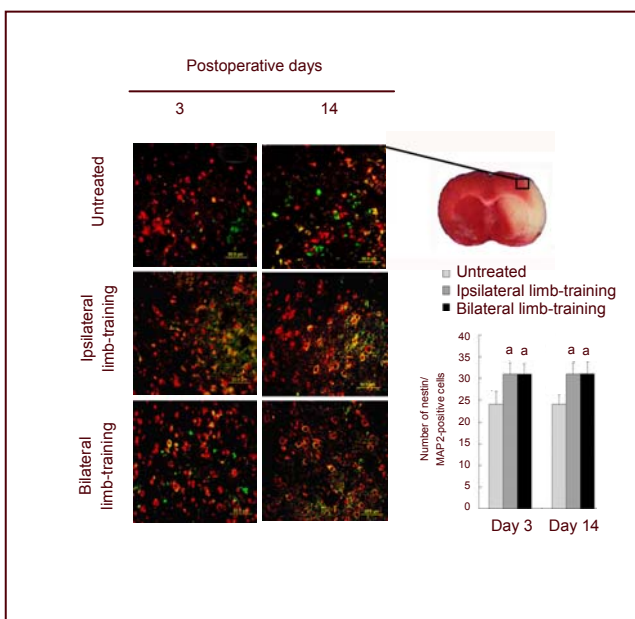 Postoperative days
3 14
Untreated
Ipsilateral
limb-training
Bilateral
limb-training
Untreated
Ipsilateral limb-training
Bilateral limb-training
Number of nestin/
MAP2-positive cells
40
35
30
25
30
15
10
5
0
a a a a
Day 3 Day 14